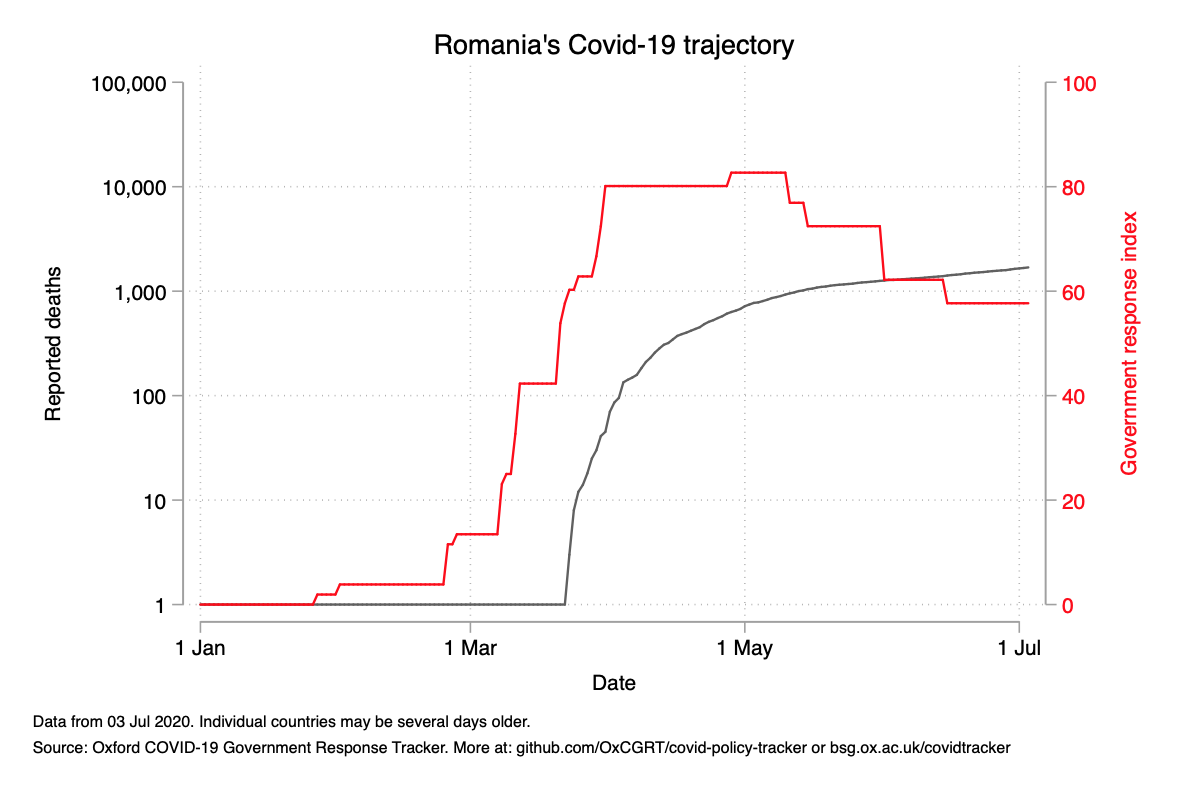 Romania's Covid-19 trajectory
100,000
10,000
1,000
100
10
1
Reported deaths
100
80
60
40
20
0
Government response index
1 Jan
1 Mar
1 May
1 Jul
Date
Data from 03 Jul 2020. Individual countries may be several days older.
Source: Oxford COVID-19 Government Response Tracker. More at: github.com/OxCGRT/covid-policy-tracker or bsg.ox.ac.uk/covidtracker